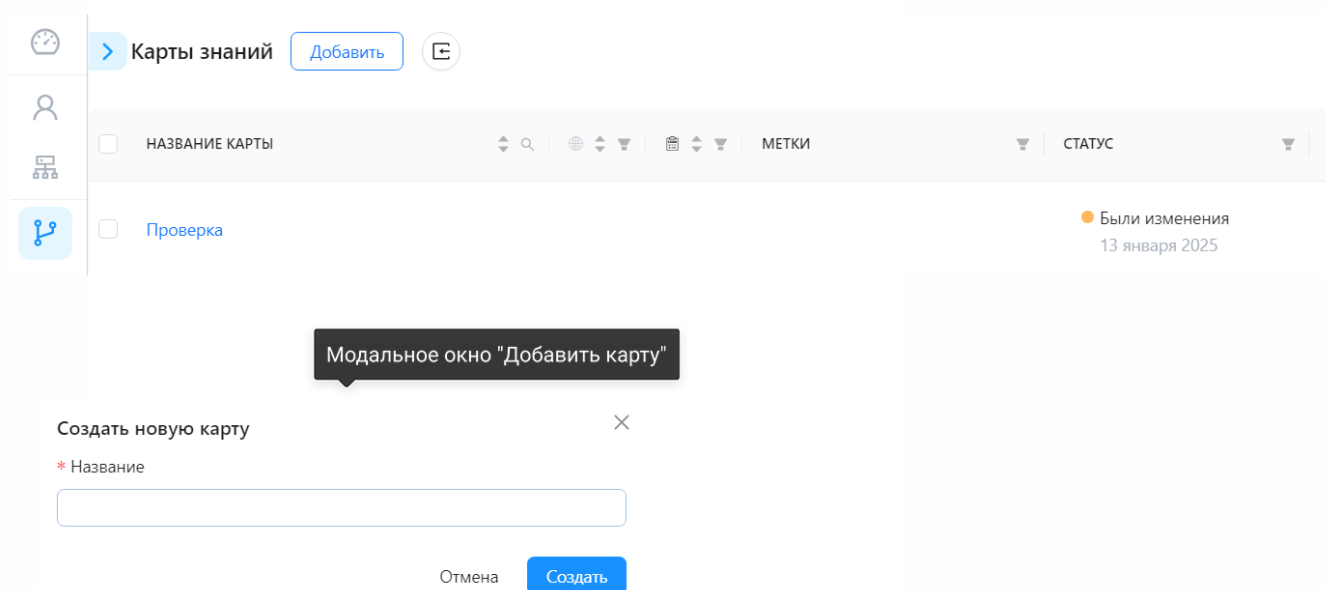 Карты знаний Добавить
НАЗВАНИЕ КАРТЫ МЕТКИ СТАТУС
Проверка
Были изменения
13 января 2025
Модальное окно "Добавить карту"
Создать новую карту
* Название
Отмена Создать